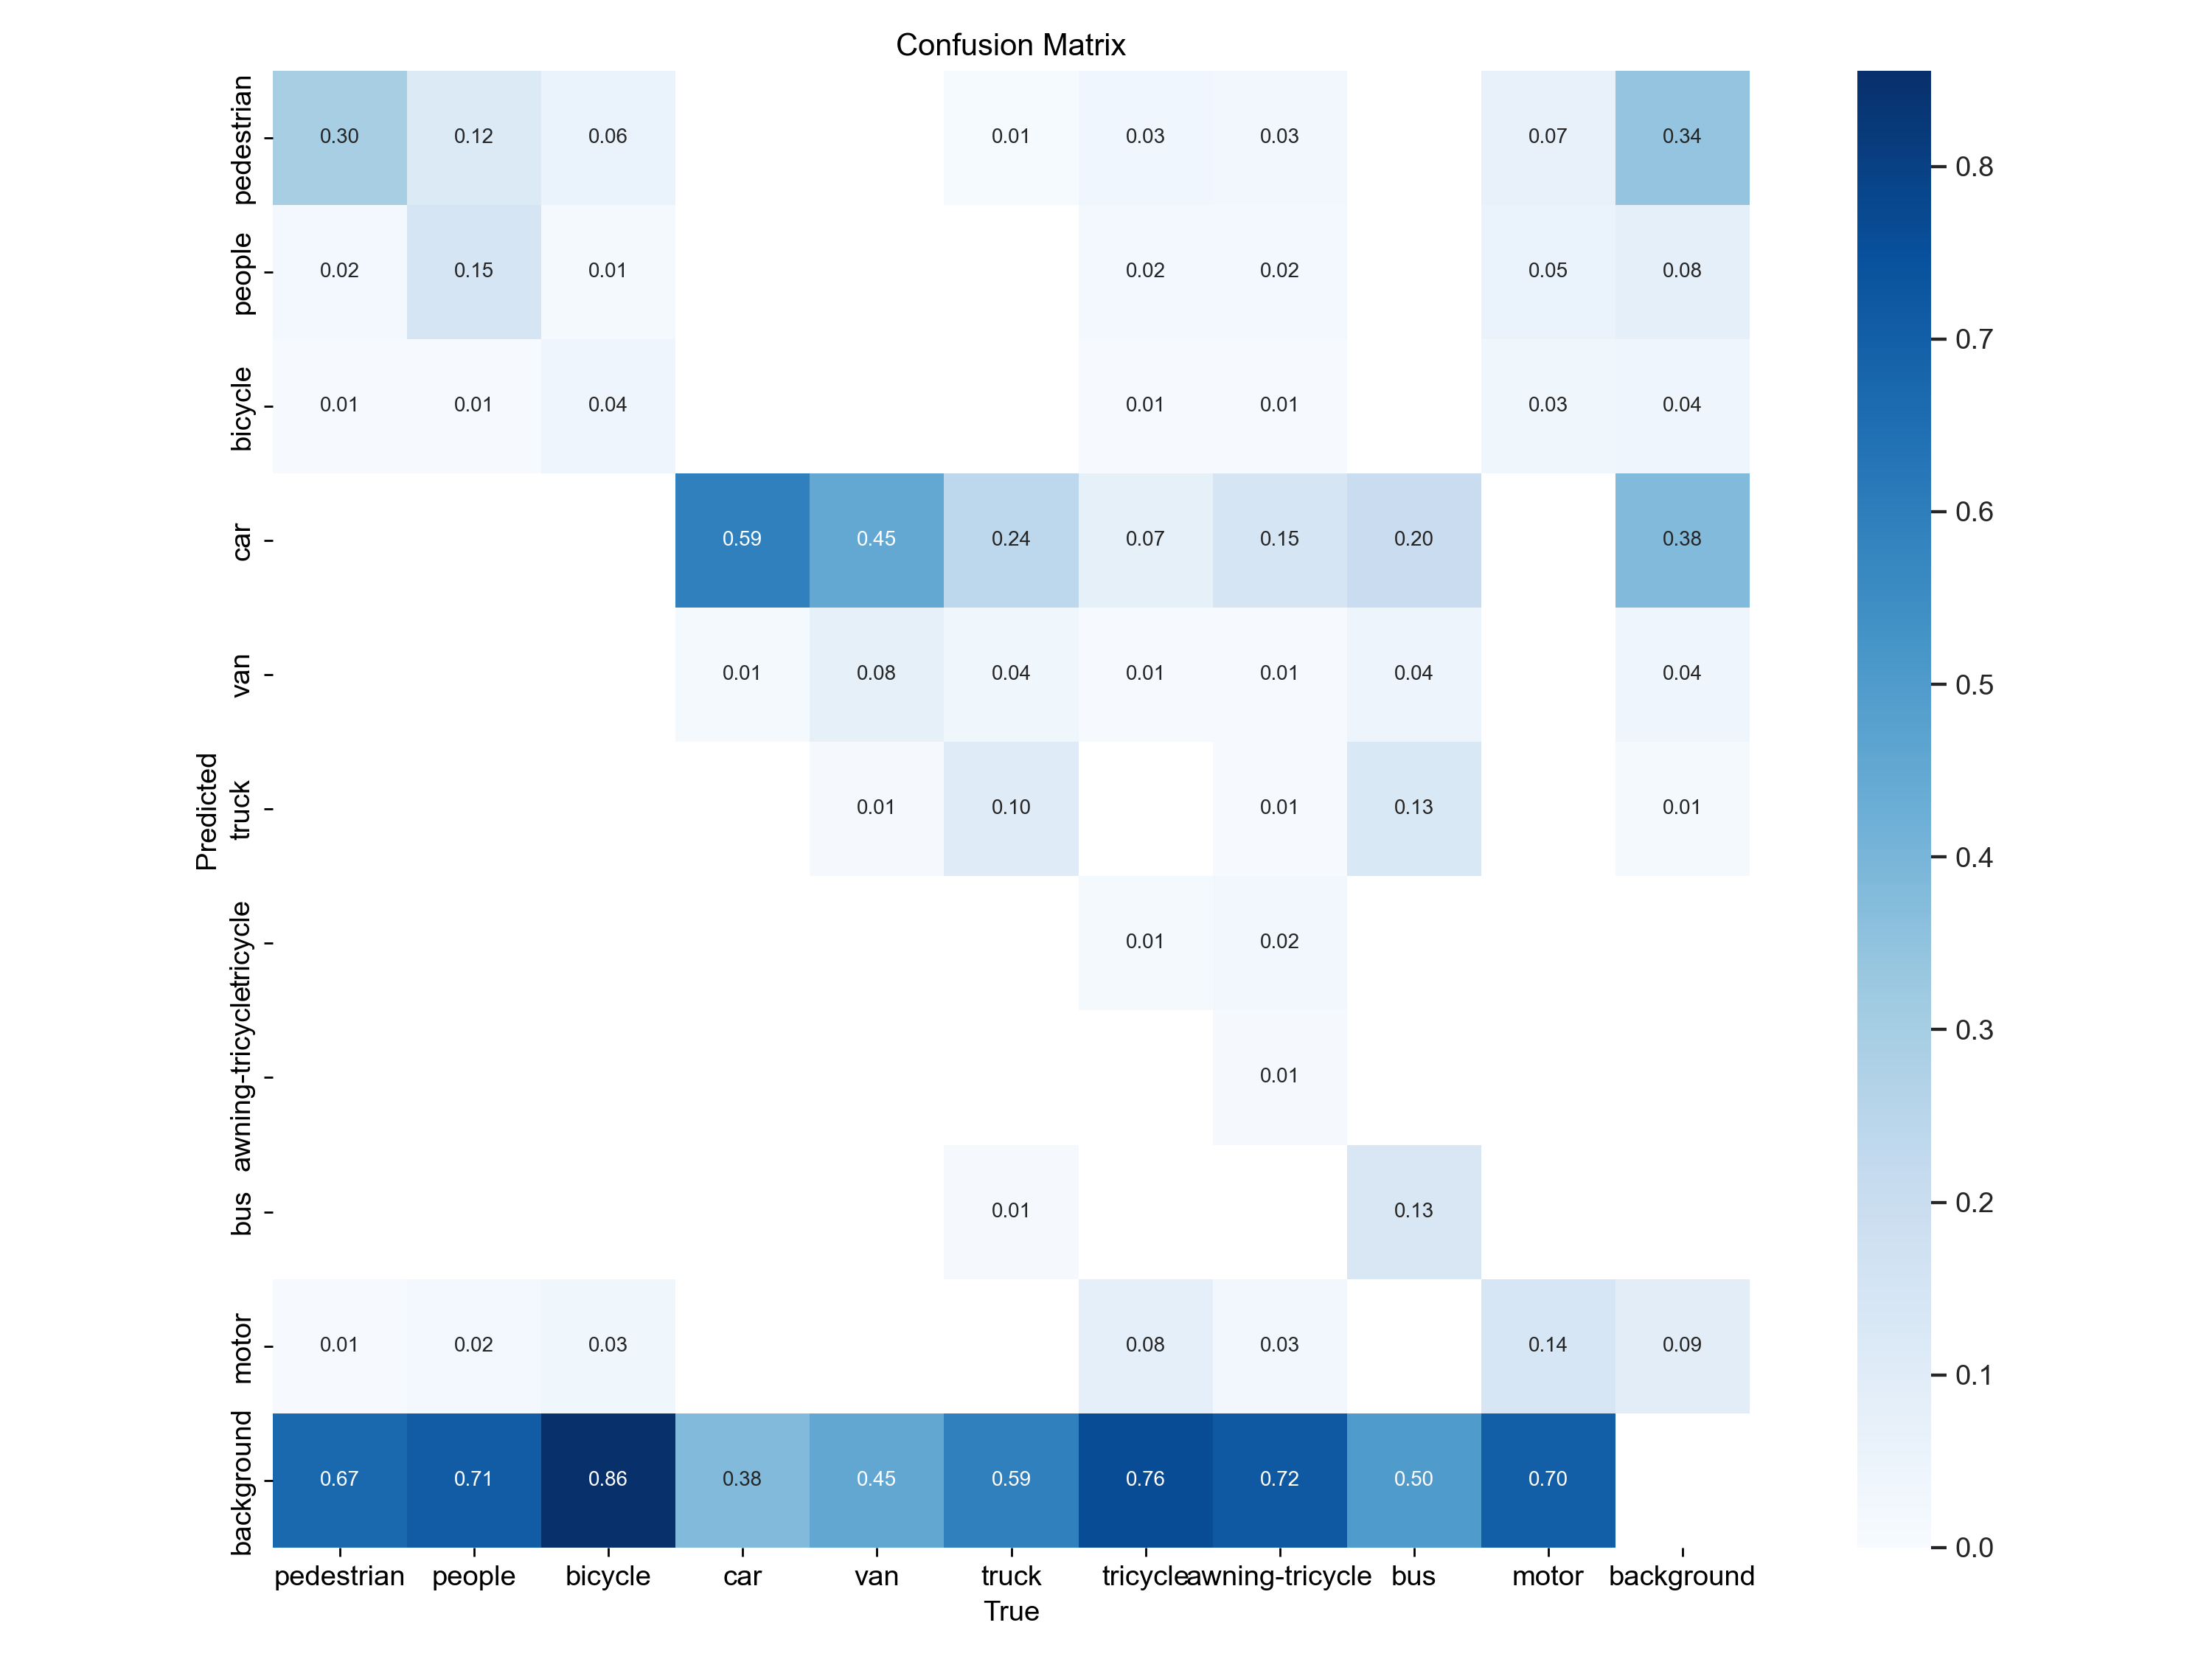 Confusion Matrix
pedestrian 0.30 0.12 0.06 0.01 0.03 0.03 0.07 0.34
people 0.02 0.15 0.01 0.02 0.02 0.05 0.08
bicycle 0.01 0.01 0.04 0.01 0.01 0.03 0.04
car 0.59 0.45 0.24 0.07 0.15 0.20 0.38
van 0.01 0.08 0.04 0.01 0.01 0.04 0.04
truck 0.01 0.10 0.01 0.13 0.01
tricycle 0.01 0.02
awning-tricycle 0.01
bus 0.01 0.13
motor 0.01 0.02 0.03 0.08 0.03 0.14 0.09
background 0.67 0.71 0.86 0.38 0.45 0.59 0.76 0.72 0.50 0.70
Predicted
pedestrian people bicycle car van truck tricycle awning-tricycle bus motor background
True
0.8
0.7
0.6
0.5
0.4
0.3
0.2
0.1
0.0